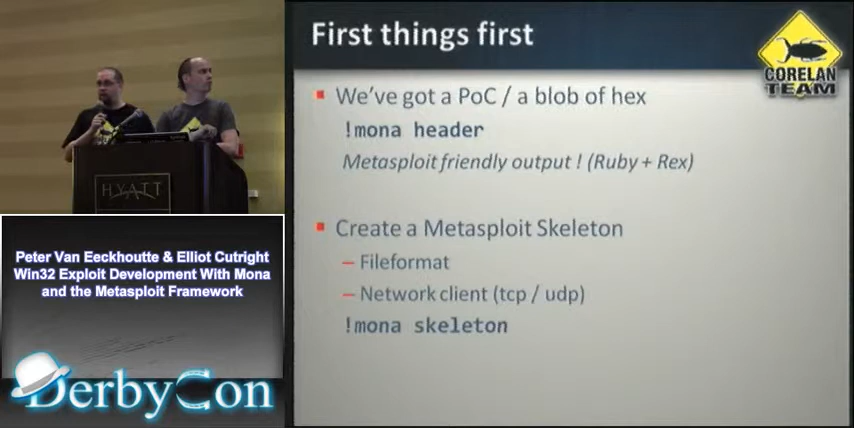 First things first
CORELAN
TEAM
We've got a PoC / a blob of hex
!mona header
Metasploit friendly output ! (Ruby + Rex)
Create a Metasploit Skeleton
– Fileformat
– Network client (tcp / udp)
!mona skeleton
HYATT
Peter Van Eeckhoutte & Elliot Cutright
Win32 Exploit Development With Mona
and the Metasploit Framework
DerbyCon